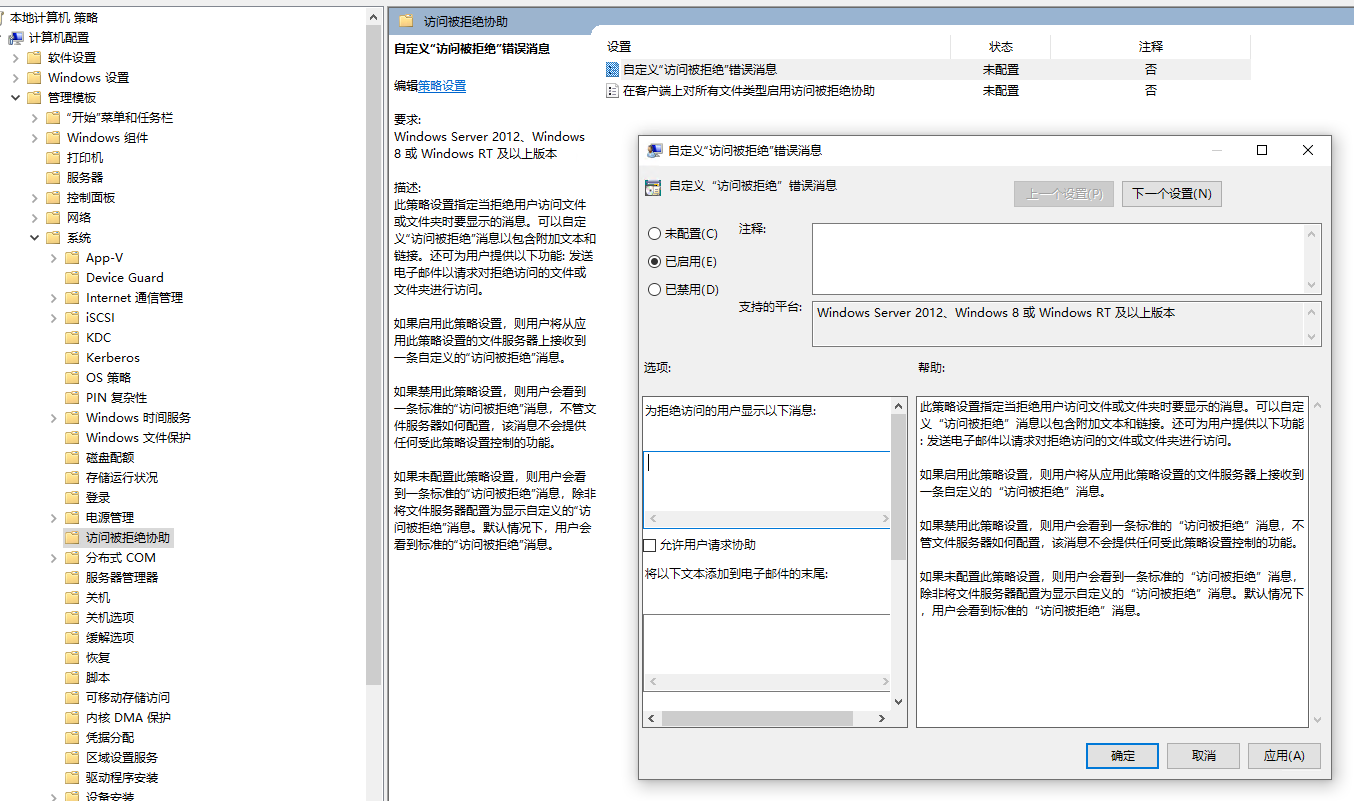 本地计算机 策略
计算机配置
软件设置
Windows 设置
管理模板
“开始”菜单和任务栏
Windows 组件
打印机
服务器
控制面板
网络
系统
App-V
Device Guard
Internet 通信管理
iSCSI
KDC
Kerberos
OS 策略
PIN 复杂性
Windows 时间服务
Windows 文件保护
磁盘配额
存储运行状况
登录
电源管理
访问被拒绝协助
分布式 COM
服务器管理器
关机
关机选项
缓解选项
恢复
脚本
可移动存储访问
内核 DMA 保护
凭据分配
区域设置服务
驱动程序安装
设备安装
访问被拒绝协助
自定义“访问被拒绝”错误消息
编辑策略设置
要求:
Windows Server 2012、Windows
8 或 Windows RT 及以上版本
描述:
此策略设置指定当拒绝用户访问文件
或文件夹时要显示的消息。可以自定
义“访问被拒绝”消息以包含附加文本和
链接。还可为用户提供以下功能: 发送
电子邮件以请求对拒绝访问的文件或
文件夹进行访问。
如果启用此策略设置，则用户将从应
用此策略设置的文件服务器上接收到
一条自定义的“访问被拒绝”消息。
如果禁用此策略设置，则用户会看到
一条标准的“访问被拒绝”消息，不管文
件服务器如何配置，该消息不会提供
任何受此策略设置控制的功能。
如果未配置此策略设置，则用户会看
到一条标准的“访问被拒绝”消息，除非
将文件服务器配置为显示自定义的“访
问被拒绝”消息。默认情况下，用户会
看到标准的“访问被拒绝”消息。
设置 状态 注释
自定义“访问被拒绝”错误消息 未配置 否
在客户端上对所有文件类型启用访问被拒绝协助 未配置 否
自定义“访问被拒绝”错误消息
自定义“访问被拒绝”错误消息
上一个设置(P) 下一个设置(N)
未配置(C) 注释:
已启用(E)
已禁用(D)
支持的平台: Windows Server 2012、Windows 8 或 Windows RT 及以上版本
选项: 帮助:
为拒绝访问的用户显示以下消息:
允许用户请求协助
将以下文本添加到电子邮件的末尾:
此策略设置指定当拒绝用户访问文件或文件夹时要显示的消息。可以自定
义“访问被拒绝”消息以包含附加文本和链接。还可为用户提供以下功能
: 发送电子邮件以请求对拒绝访问的文件或文件夹进行访问。
如果启用此策略设置，则用户将从应用此策略设置的文件服务器上接收到
一条自定义的“访问被拒绝”消息。
如果禁用此策略设置，则用户会看到一条标准的“访问被拒绝”消息，不
管文件服务器如何配置，该消息不会提供任何受此策略设置控制的功能。
如果未配置此策略设置，则用户会看到一条标准的“访问被拒绝”消息，
除非将文件服务器配置为显示自定义的“访问被拒绝”消息。默认情况下
，用户会看到标准的“访问被拒绝”消息。
确定 取消 应用(A)